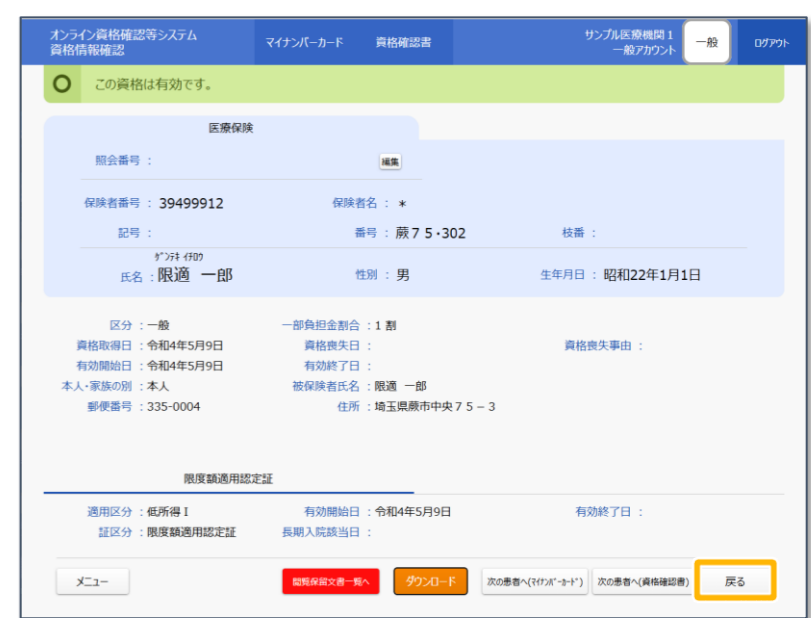 オンライン資格確認等システム
資格情報確認
マイナンバーカード 資格確認書
サンプル医療機関1
一般アカウント
一般
ログアウト
この資格は有効です。
医療保険
照会番号 : 編集
保険者番号 : 39499912 保険者名 : *
記号 : 番号 : 蕨75・302 枝番 :
ゲンテキ イチロウ
氏名 : 限適 一郎 性別 : 男 生年月日 : 昭和22年1月1日
区分 : 一般 一部負担金割合 : 1割
資格取得日 : 令和4年5月9日 資格喪失日 : 資格喪失事由 :
有効開始日 : 令和4年5月9日 有効終了日 :
本人・家族の別 : 本人 被保険者氏名 : 限適 一郎
郵便番号 : 335-0004 住所 : 埼玉県蕨市中央75-3
限度額適用認定証
適用区分 : 低所得I 有効開始日 : 令和4年5月9日 有効終了日 :
証区分 : 限度額適用認定証 長期入院該当日 :
メニュー 閲覧保留文書一覧へ ダウンロード 次の患者へ(マイナンバーカード) 次の患者へ(資格確認書) 戻る